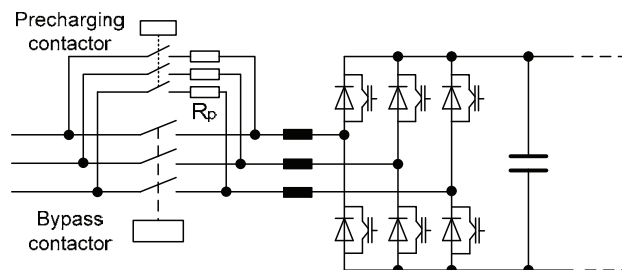 Precharging
contactor
Rp
Bypass
contactor